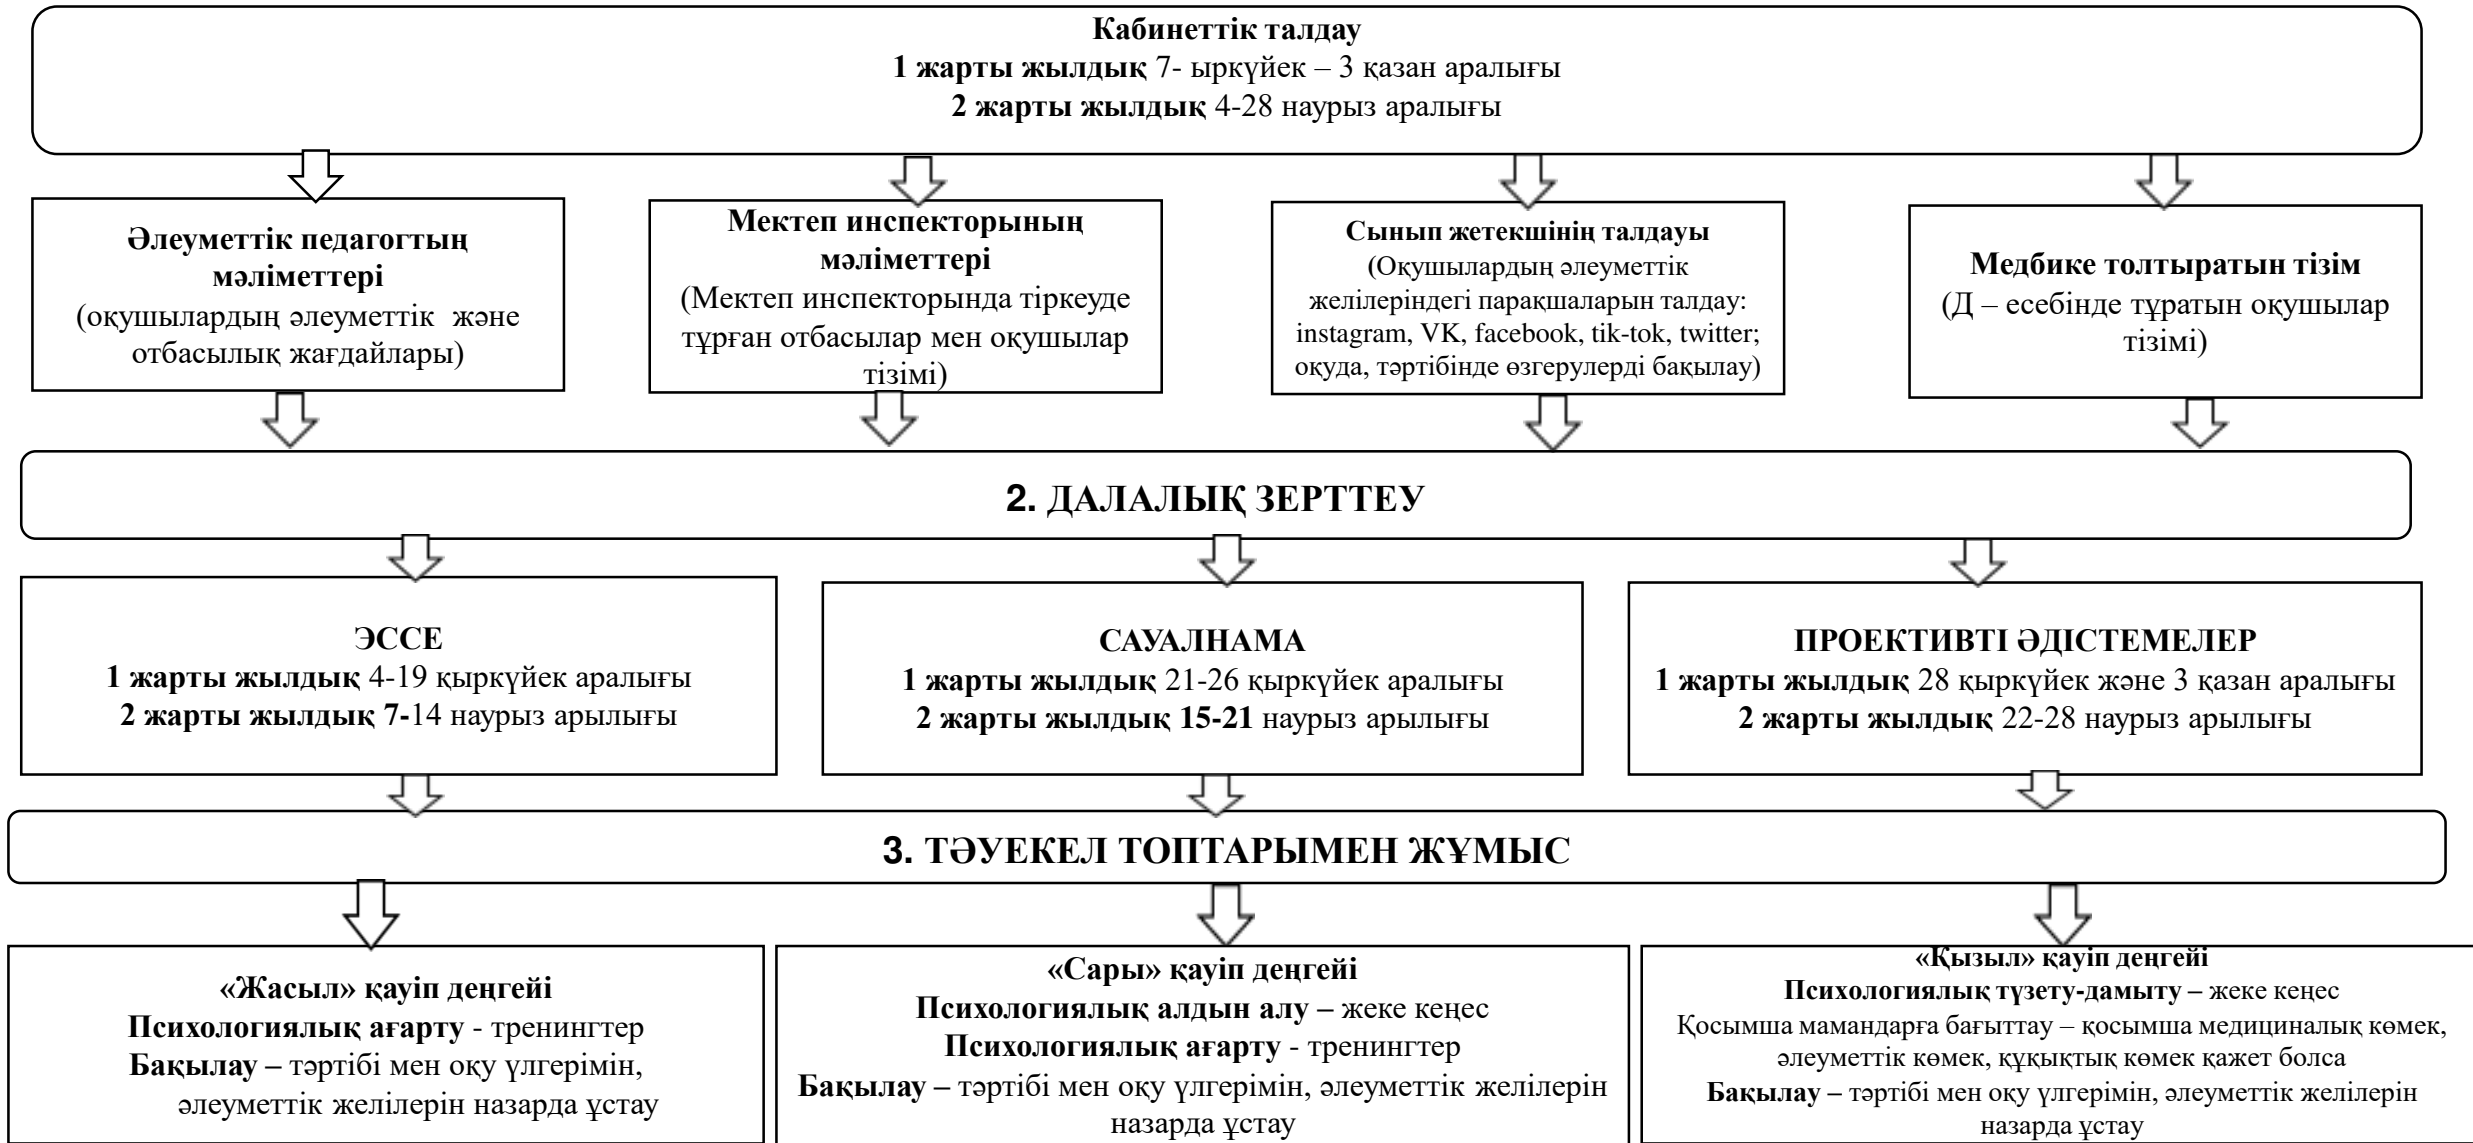 Кабинеттік талдау
1 жарты жылдық 7- ыркүйек – 3 қазан аралығы
2 жарты жылдық 4-28 наурыз аралығы
Әлеуметтік педагогтың
мәліметтері
(оқушылардың әлеуметтік және
отбасылық жағдайлары)
Мектеп инспекторының
мәліметтері
(Мектеп инспекторында тіркеуде
тұрған отбасылар мен оқушылар
тізімі)
Сынып жетекшінің талдауы
(Оқушылардың әлеуметтік
желілеріндегі парақшаларын талдау:
instagram, VK, facebook, tik-tok, twitter;
оқуда, тәртібінде өзгерулерді бақылау)
Медбике толтыратын тізім
(Д – есебінде тұратын оқушылар
тізімі)
2. ДАЛАЛЫҚ ЗЕРТТЕУ
ЭССЕ
1 жарты жылдық 4-19 қыркүйек аралығы
2 жарты жылдық 7-14 наурыз арылығы
САУАЛНАМА
1 жарты жылдық 21-26 қыркүйек аралығы
2 жарты жылдық 15-21 наурыз арылығы
ПРОЕКТИВТІ ӘДІСТЕМЕЛЕР
1 жарты жылдық 28 қыркүйек және 3 қазан аралығы
2 жарты жылдық 22-28 наурыз арылығы
3. ТӘУЕКЕЛ ТОПТАРЫМЕН ЖҰМЫС
«Жасыл» қауіп деңгейі
Психологиялық ағарту - тренингтер
Бақылау – тәртібі мен оқу үлгерімін,
әлеуметтік желілерін назарда ұстау
«Сары» қауіп деңгейі
Психологиялық алдын алу – жеке кеңес
Психологиялық ағарту - тренингтер
Бақылау – тәртібі мен оқу үлгерімін, әлеуметтік желілерін
назарда ұстау
«Қызыл» қауіп деңгейі
Психологиялық түзету-дамыту – жеке кеңес
Қосымша мамандарға бағыттау – қосымша медициналық көмек,
әлеуметтік көмек, құқықтық көмек қажет болса
Бақылау – тәртібі мен оқу үлгерімін, әлеуметтік желілерін
назарда ұстау